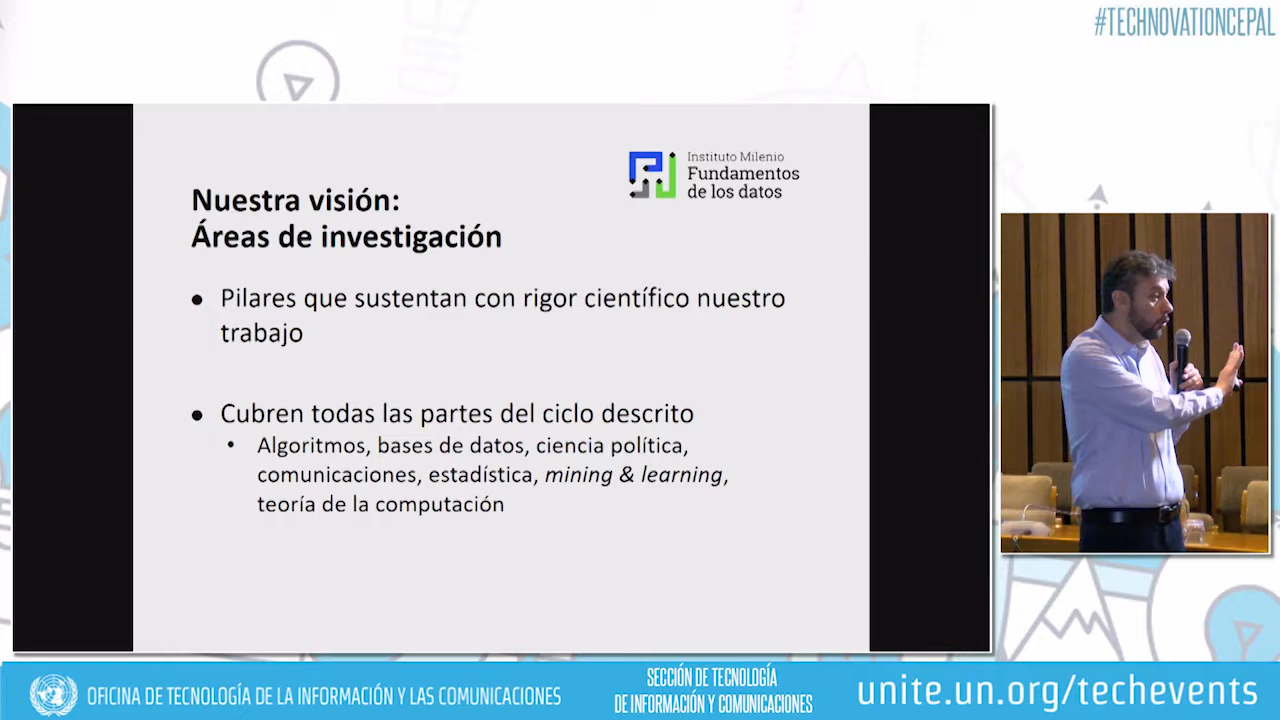 #TECHNOVATIONCEPAL
Instituto Milenio
Fundamentos
de los datos
Nuestra visión:
Áreas de investigación
Pilares que sustentan con rigor científico nuestro
trabajo
Cubren todas las partes del ciclo descrito
Algoritmos, bases de datos, ciencia política,
comunicaciones, estadística, mining & learning,
teoría de la computación
OFICINA DE TECNOLOGÍA DE LA INFORMACIÓN Y LAS COMUNICACIONES
SECCIÓN DE TECNOLOGÍA
DE INFORMACIÓN Y COMUNICACIONES
unite.un.org/techevents